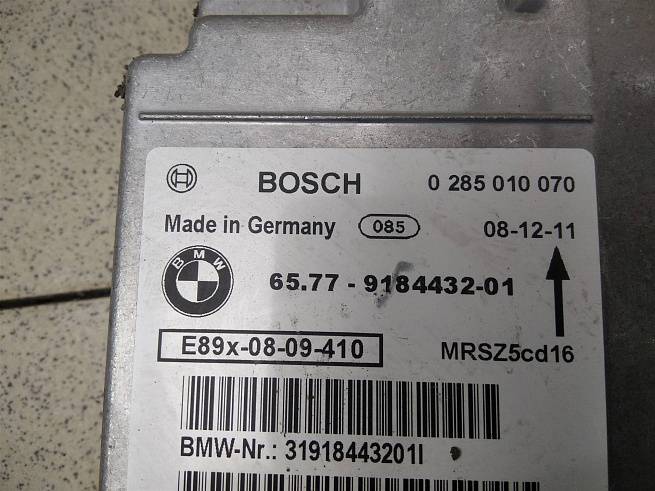 BOSCH 0 285 010 070
Made in Germany 085 08-12-11
BMW 65.77 - 9184432-01
E89x-08-09-410 MRSZ5cd16
BMW-Nr.: 31918443201I